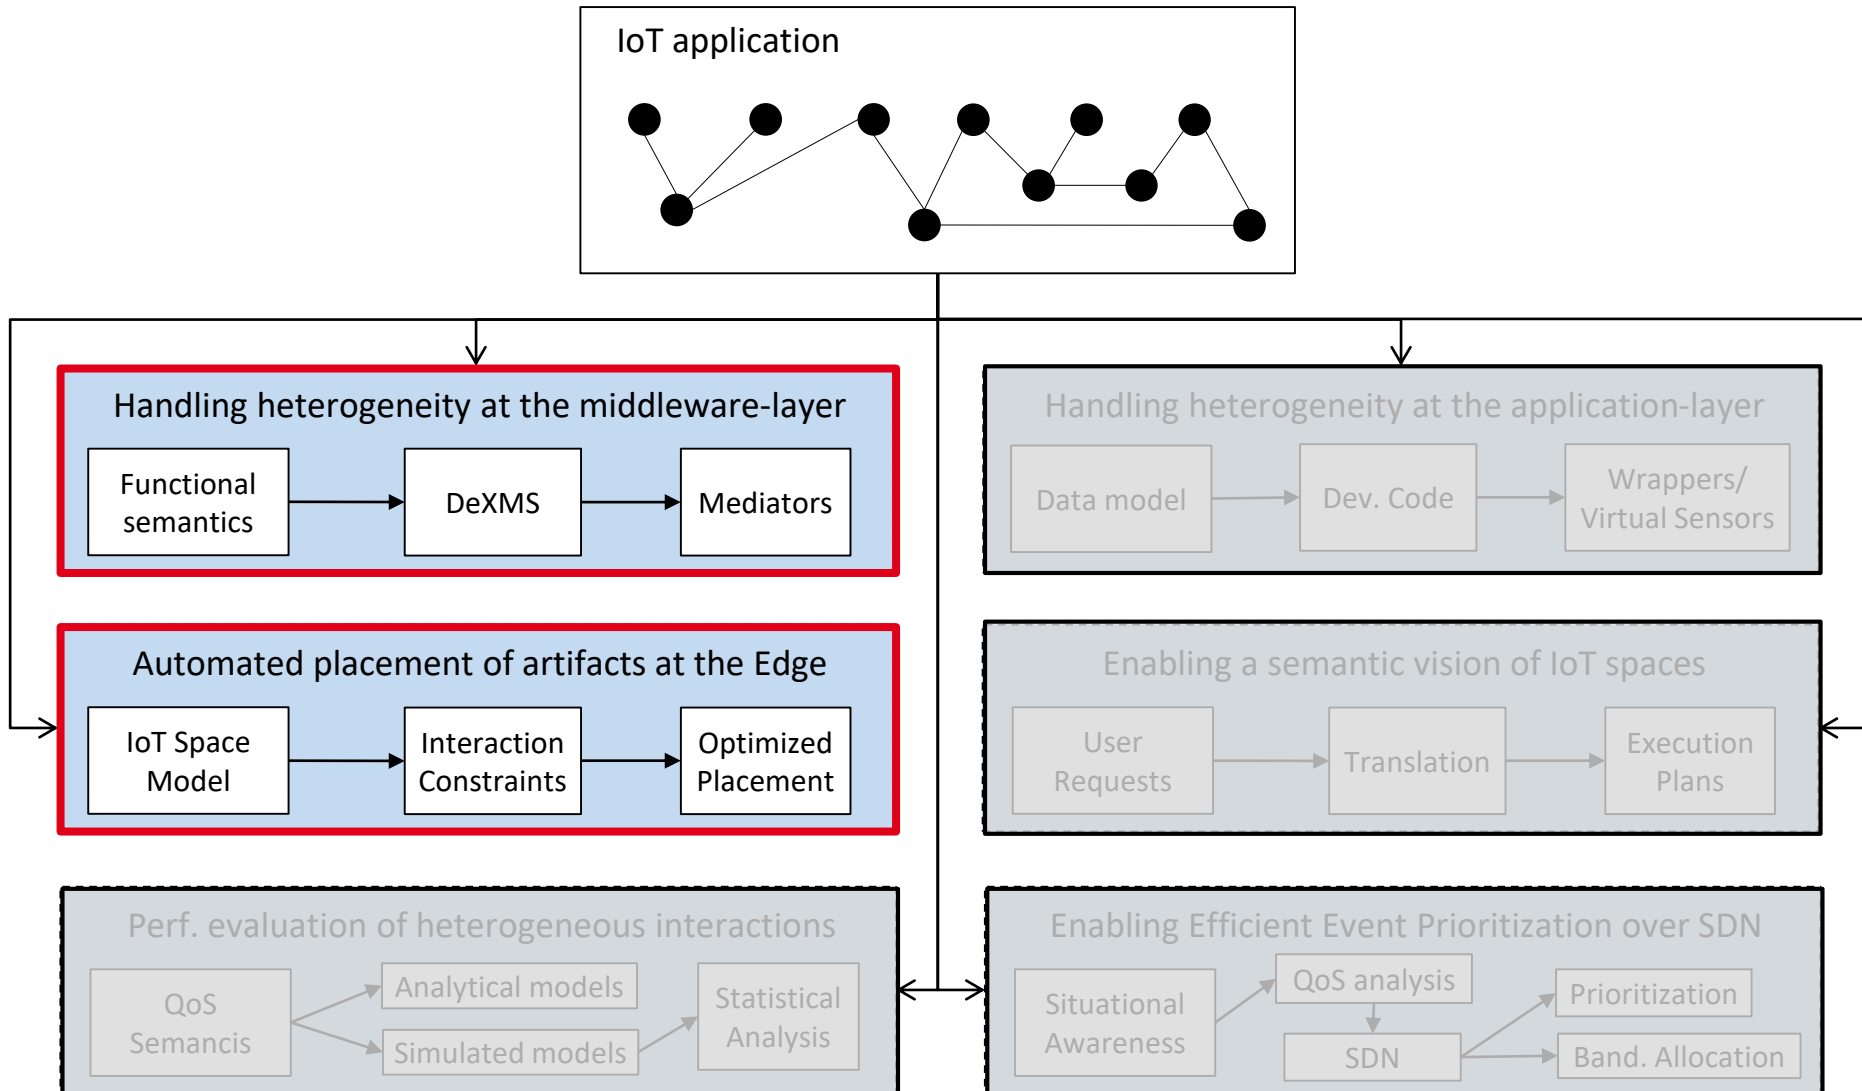 IoT application
Handling heterogeneity at the middleware-layer
Functional
semantics
DeXMS
Mediators
Handling heterogeneity at the application-layer
Data model
Dev. Code
Wrappers/
Virtual Sensors
Automated placement of artifacts at the Edge
IoT Space
Model
Interaction
Constraints
Optimized
Placement
Enabling a semantic vision of IoT spaces
User
Requests
Translation
Execution
Plans
Perf. evaluation of heterogeneous interactions
QoS
Semancis
Analytical models
Simulated models
Statistical
Analysis
Enabling Efficient Event Prioritization over SDN
Situational
Awareness
QoS analysis
SDN
Prioritization
Band. Allocation